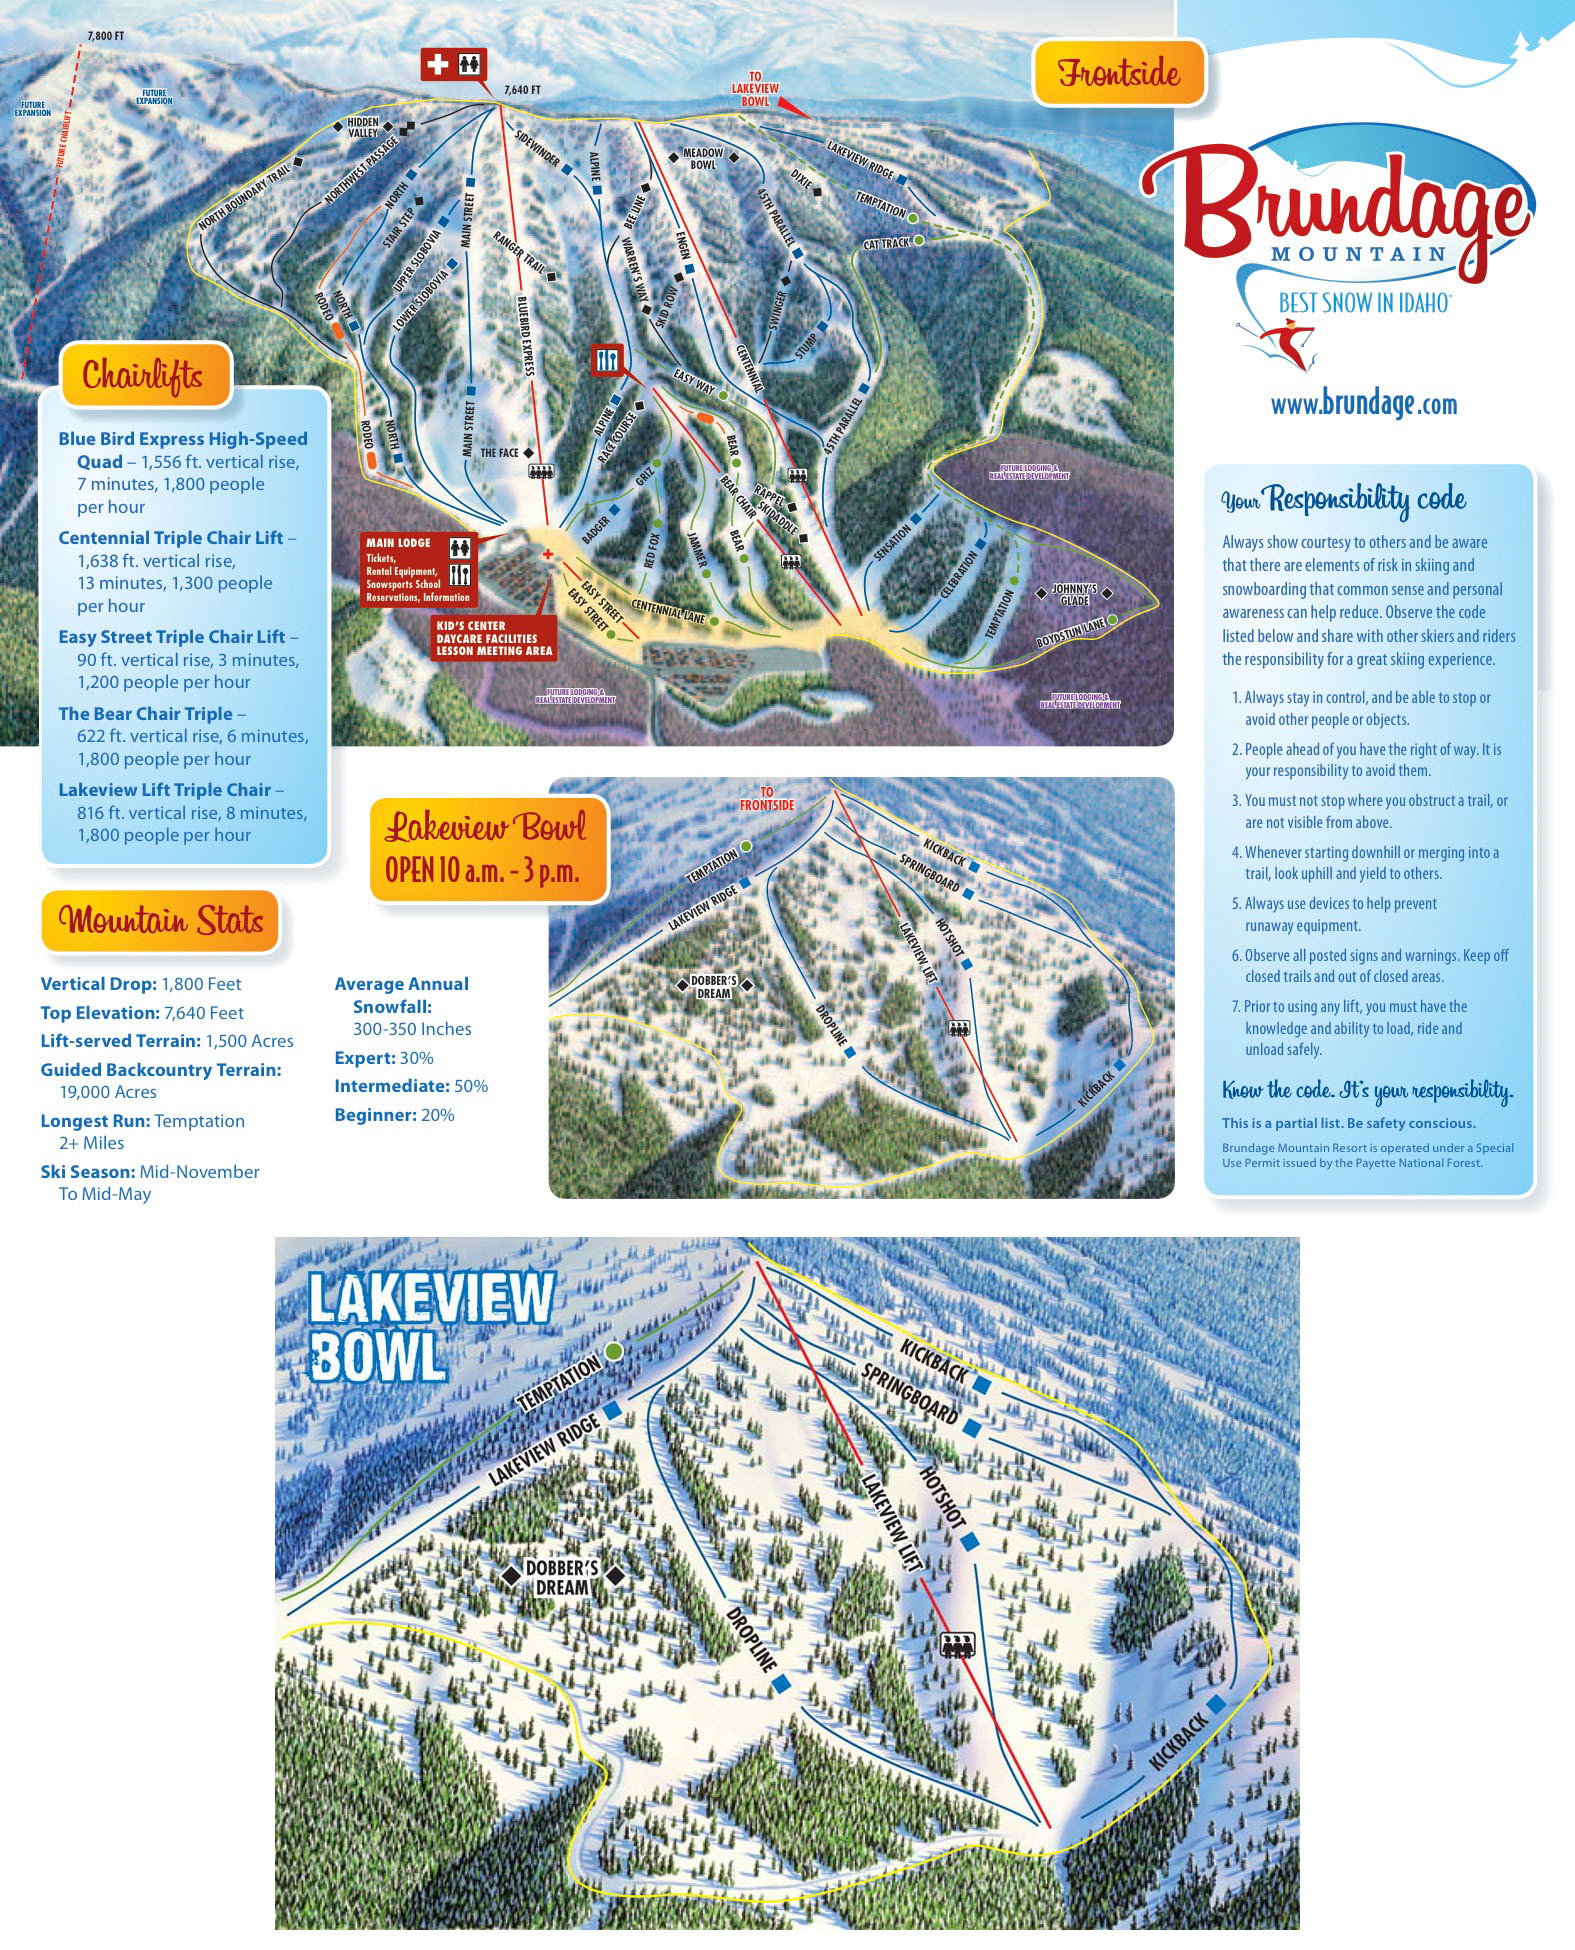 7,800 FT
FUTURE
EXPANSION
FUTURE
EXPANSION
FUTURE CHAIRLIFT
7,640 FT
TO
LAKEVIEW
BOWL
Frontside
HIDDEN
VALLEY
NORTHWEST PASSAGE
NORTH BOUNDARY TRAIL
NORTH
STAIR STEP
UPPER SLOBOVIA
LOWER SLOBOVIA
MAIN STREET
SIDEWINDER
ALPINE
BEE LINE
MEADOW
BOWL
DIXIE
LAKEVIEW RIDGE
TEMPTATION
CAT TRACK
45TH PARALLEL
RANGER TRAIL
WARREN'S WAY
ENGEN
SKID ROW
SWINGER
STUMP
RODEO
NORTH
BLUEBIRD EXPRESS
CENTENNIAL
EASY WAY
ALPINE
RACE COURSE
45TH PARALLEL
RODEO
NORTH
MAIN STREET
THE FACE
GRIZ
BEAR
BEAR CHAIR
RAPPEL
SKIDADDLE
BADGER
RED FOX
JAMMER
BEAR
SENSATION
CELEBRATION
TEMPTATION
JOHNNY'S
GLADE
BOYDSTUN LANE
EASY STREET
EASY STREET
CENTENNIAL LANE
FUTURE LODGING &
REAL ESTATE DEVELOPMENT
FUTURE LODGING &
REAL ESTATE DEVELOPMENT
FUTURE LODGING &
REAL ESTATE DEVELOPMENT
MAIN LODGE
Tickets,
Rental Equipment,
Snowsports School
Reservations, Information
KID'S CENTER
DAYCARE FACILITIES
LESSON MEETING AREA
Brundage
MOUNTAIN
BEST SNOW IN IDAHO
www.brundage.com
Chairlifts
Blue Bird Express High-Speed
Quad – 1,556 ft. vertical rise,
7 minutes, 1,800 people
per hour
Centennial Triple Chair Lift –
1,638 ft. vertical rise,
13 minutes, 1,300 people
per hour
Easy Street Triple Chair Lift –
90 ft. vertical rise, 3 minutes,
1,200 people per hour
The Bear Chair Triple –
622 ft. vertical rise, 6 minutes,
1,800 people per hour
Lakeview Lift Triple Chair –
816 ft. vertical rise, 8 minutes,
1,800 people per hour
Mountain Stats
Vertical Drop: 1,800 Feet
Top Elevation: 7,640 Feet
Lift-served Terrain: 1,500 Acres
Guided Backcountry Terrain:
19,000 Acres
Longest Run: Temptation
2+ Miles
Ski Season: Mid-November
To Mid-May
Average Annual
Snowfall:
300-350 Inches
Expert: 30%
Intermediate: 50%
Beginner: 20%
Lakeview Bowl
OPEN 10 a.m. - 3 p.m.
TO
FRONTSIDE
TEMPTATION
LAKEVIEW RIDGE
KICKBACK
SPRINGBOARD
HOTSHOT
LAKEVIEW LIFT
DOBBER'S
DREAM
DROPLINE
KICKBACK
Your Responsibility code
Always show courtesy to others and be aware
that there are elements of risk in skiing and
snowboarding that common sense and personal
awareness can help reduce. Observe the code
listed below and share with other skiers and riders
the responsibility for a great skiing experience.
1. Always stay in control, and be able to stop or
avoid other people or objects.
2. People ahead of you have the right of way. It is
your responsibility to avoid them.
3. You must not stop where you obstruct a trail, or
are not visible from above.
4. Whenever starting downhill or merging into a
trail, look uphill and yield to others.
5. Always use devices to help prevent
runaway equipment.
6. Observe all posted signs and warnings. Keep off
closed trails and out of closed areas.
7. Prior to using any lift, you must have the
knowledge and ability to load, ride and
unload safely.
Know the code. It's your responsibility.
This is a partial list. Be safety conscious.
Brundage Mountain Resort is operated under a Special
Use Permit issued by the Payette National Forest.
LAKEVIEW
BOWL
TEMPTATION
LAKEVIEW RIDGE
KICKBACK
SPRINGBOARD
HOTSHOT
LAKEVIEW LIFT
DOBBER'S
DREAM
DROPLINE
KICKBACK